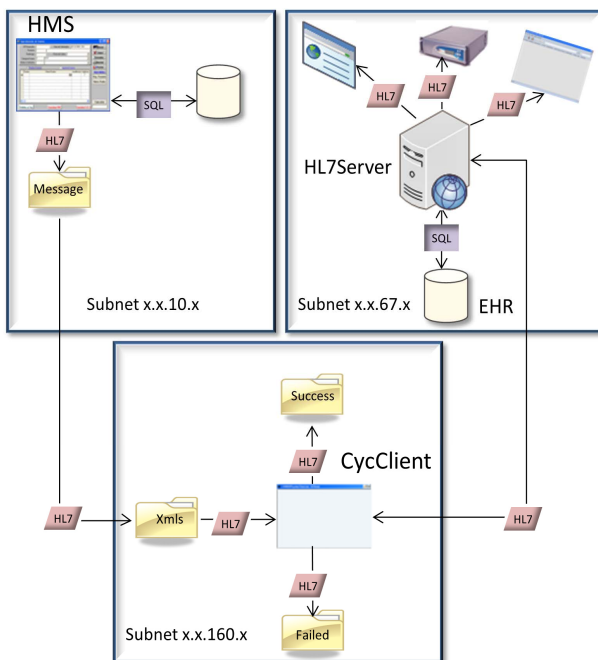 HMS
SQL
HL7
Message
Subnet x.x.10.x
HL7
HL7
HL7
HL7Server
SQL
Subnet x.x.67.x
EHR
Success
HL7
CycClient
HL7
Xmls
HL7
HL7
HL7
Subnet x.x.160.x
Failed